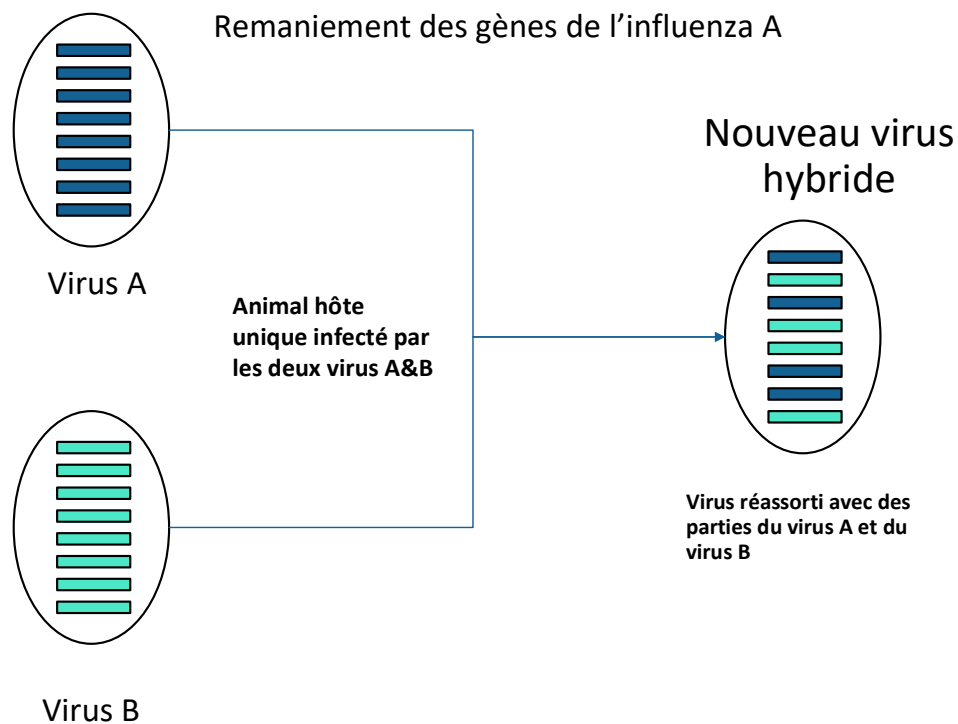 Remaniement des gènes de l’influenza A
Virus A
Animal hôte
unique infecté par
les deux virus A&B
Nouveau virus
hybride
Virus réassorti avec des
parties du virus A et du
virus B
Virus B